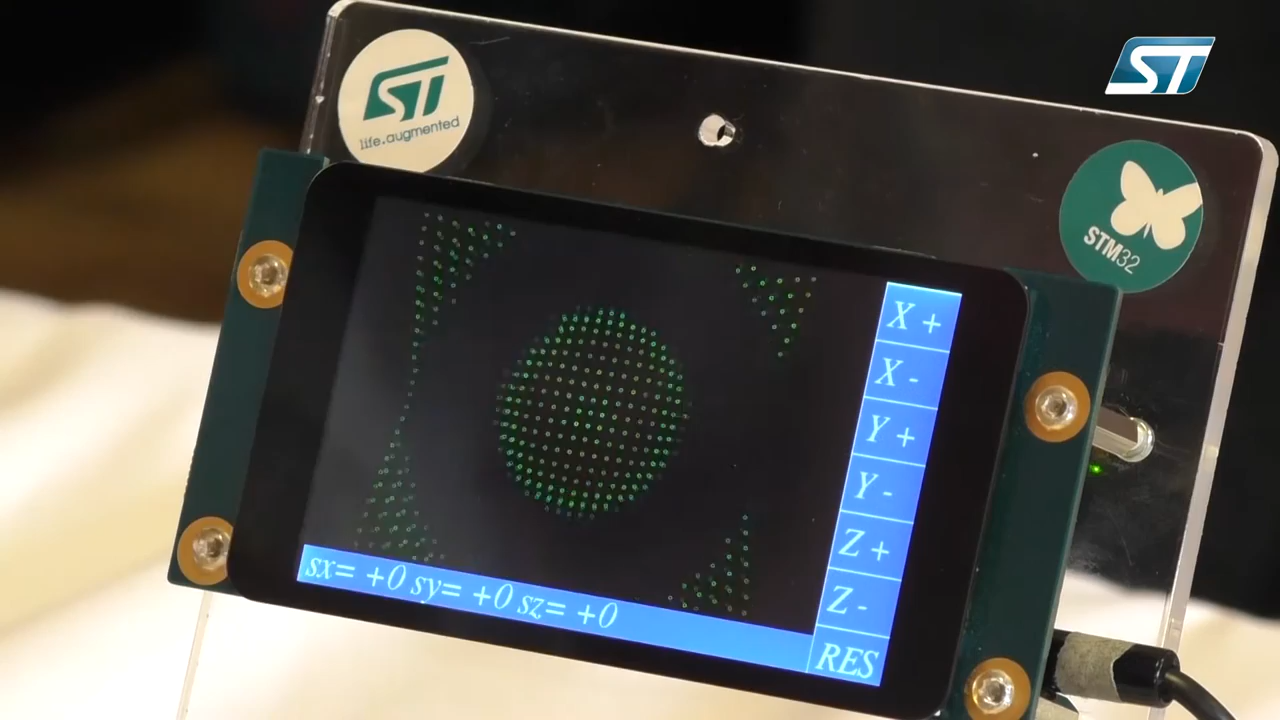 ST
life.augmented
ST
STM32
X +
X -
Y +
Y -
Z +
Z -
RES
sx= +0 sy= +0 sz= +0